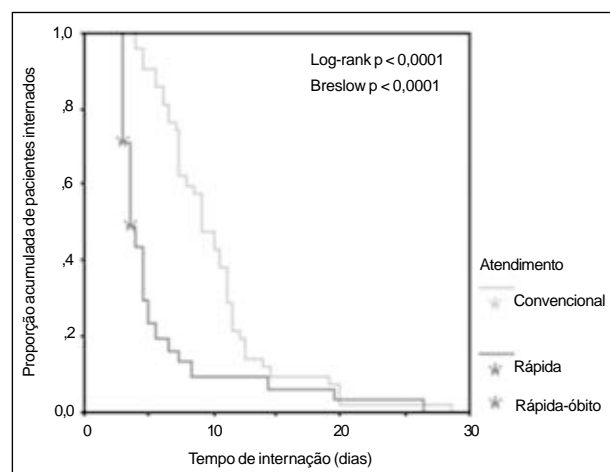 Log-rank p < 0,0001
Breslow p < 0,0001
Proporção acumulada de pacientes internados
1,0
,8
,6
,4
,2
0,0
0
10
20
30
Tempo de internação (dias)
Atendimento
Convencional
Rápida
Rápida-óbito